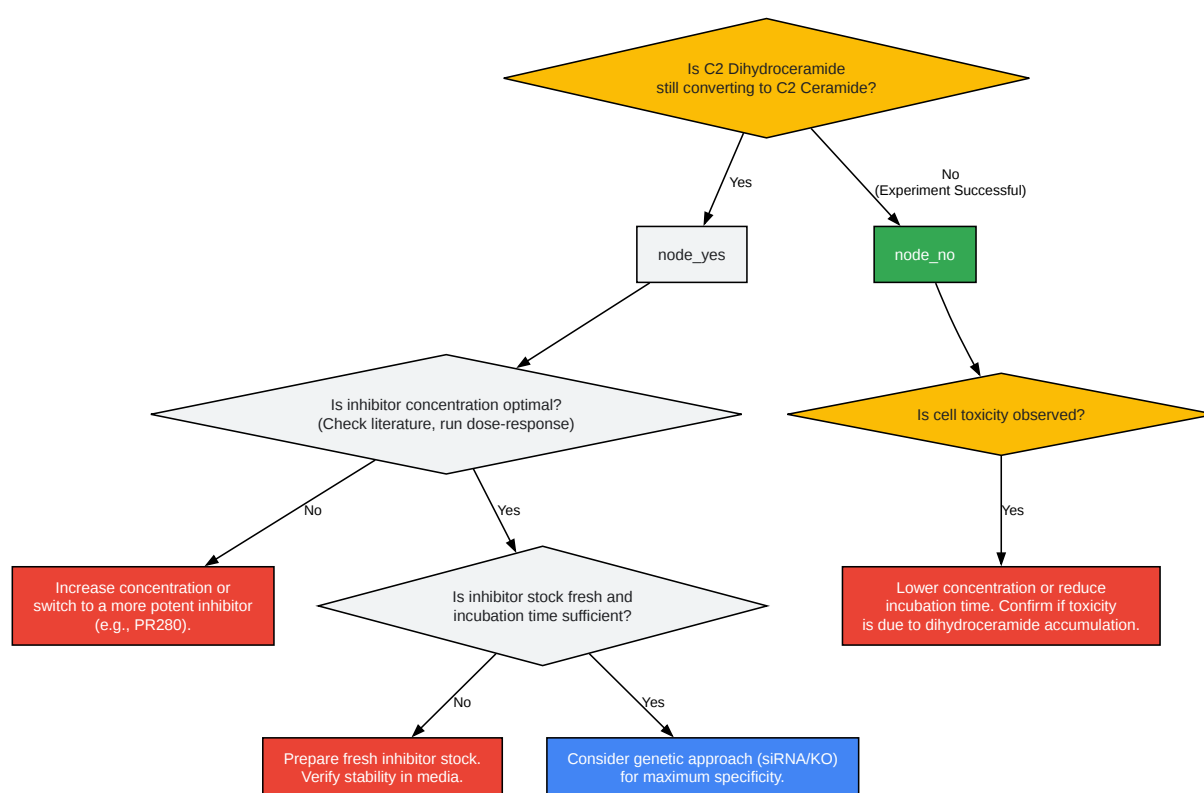 Is C2 Dihydroceramide
still converting to C2 Ceramide?
Yes
No
(Experiment Successful)
node_yes
node_no
Is inhibitor concentration optimal?
(Check literature, run dose-response)
Is cell toxicity observed?
No
Yes
Yes
Increase concentration or
switch to a more potent inhibitor
(e.g., PR280).
Is inhibitor stock fresh and
incubation time sufficient?
Lower concentration or reduce
incubation time. Confirm if toxicity
is due to dihydroceramide accumulation.
No
Yes
Prepare fresh inhibitor stock.
Verify stability in media.
Consider genetic approach (siRNA/KO)
for maximum specificity.